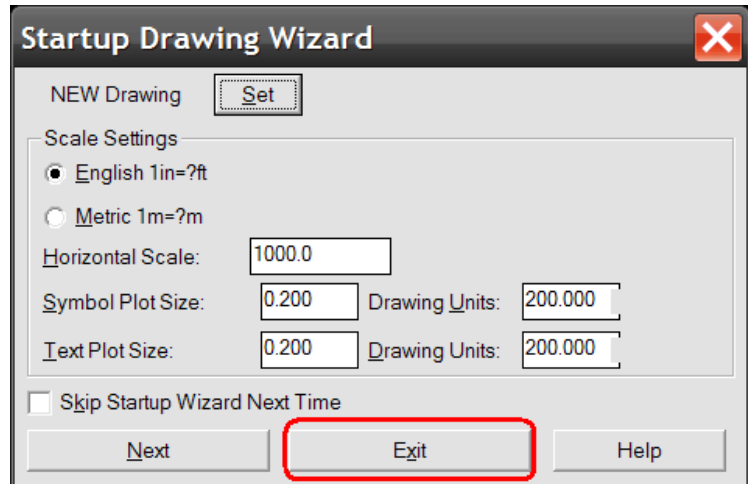 Startup Drawing Wizard
NEW Drawing Set
Scale Settings
English 1in=?ft
Metric 1m=?m
Horizontal Scale: 1000.0
Symbol Plot Size: 0.200 Drawing Units: 200.000
Text Plot Size: 0.200 Drawing Units: 200.000
Skip Startup Wizard Next Time
Next Exit Help